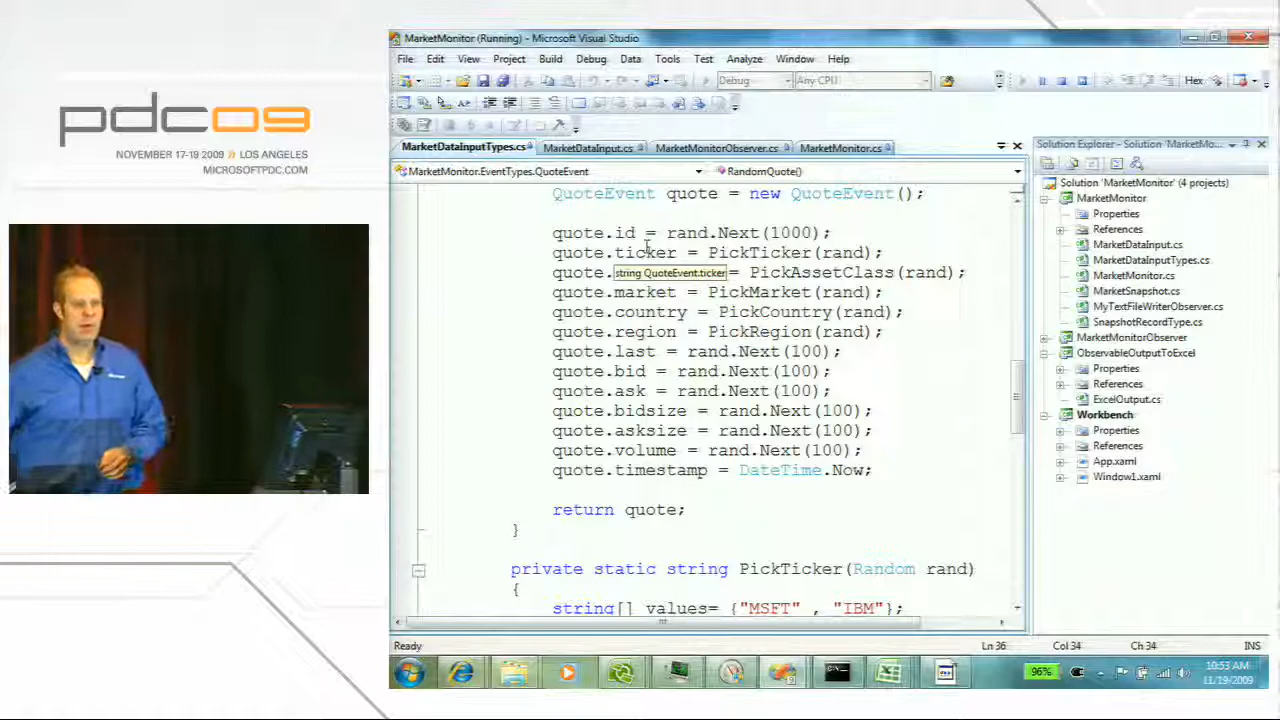 pdc09
NOVEMBER 17-19 2009 » LOS ANGELES
MICROSOFTPDC.COM
MarketMonitor (Running) - Microsoft Visual Studio
File Edit View Project Build Debug Data Tools Test Analyze Window Help
Debug Any CPU Hex
MarketDataInputTypes.cs MarketDataInput.cs MarketMonitorObserver.cs MarketMonitor.cs
MarketMonitor.EventTypes.QuoteEvent RandomQuote()
QuoteEvent quote = new QuoteEvent();
quote.id = rand.Next(1000);
quote.ticker = PickTicker(rand);
quote. string QuoteEvent.ticker = PickAssetClass(rand);
quote.market = PickMarket(rand);
quote.country = PickCountry(rand);
quote.region = PickRegion(rand);
quote.last = rand.Next(100);
quote.bid = rand.Next(100);
quote.ask = rand.Next(100);
quote.bidsize = rand.Next(100);
quote.asksize = rand.Next(100);
quote.volume = rand.Next(100);
quote.timestamp = DateTime.Now;
return quote;
}
private static string PickTicker(Random rand)
{
string[] values= {"MSFT" , "IBM"};
Solution Explorer - Solution 'MarketMo...
Solution 'MarketMonitor' (4 projects)
MarketMonitor
Properties
References
MarketDataInput.cs
MarketDataInputTypes.cs
MarketMonitor.cs
MarketSnapshot.cs
MyTextFileWriterObserver.cs
SnapshotRecordType.cs
MarketMonitorObserver
ObservableOutputToExcel
Properties
References
ExcelOutput.cs
Workbench
Properties
References
App.xaml
Window1.xaml
Ready Ln 36 Col 34 Ch 34 INS
96% 10:53 AM
11/19/2009